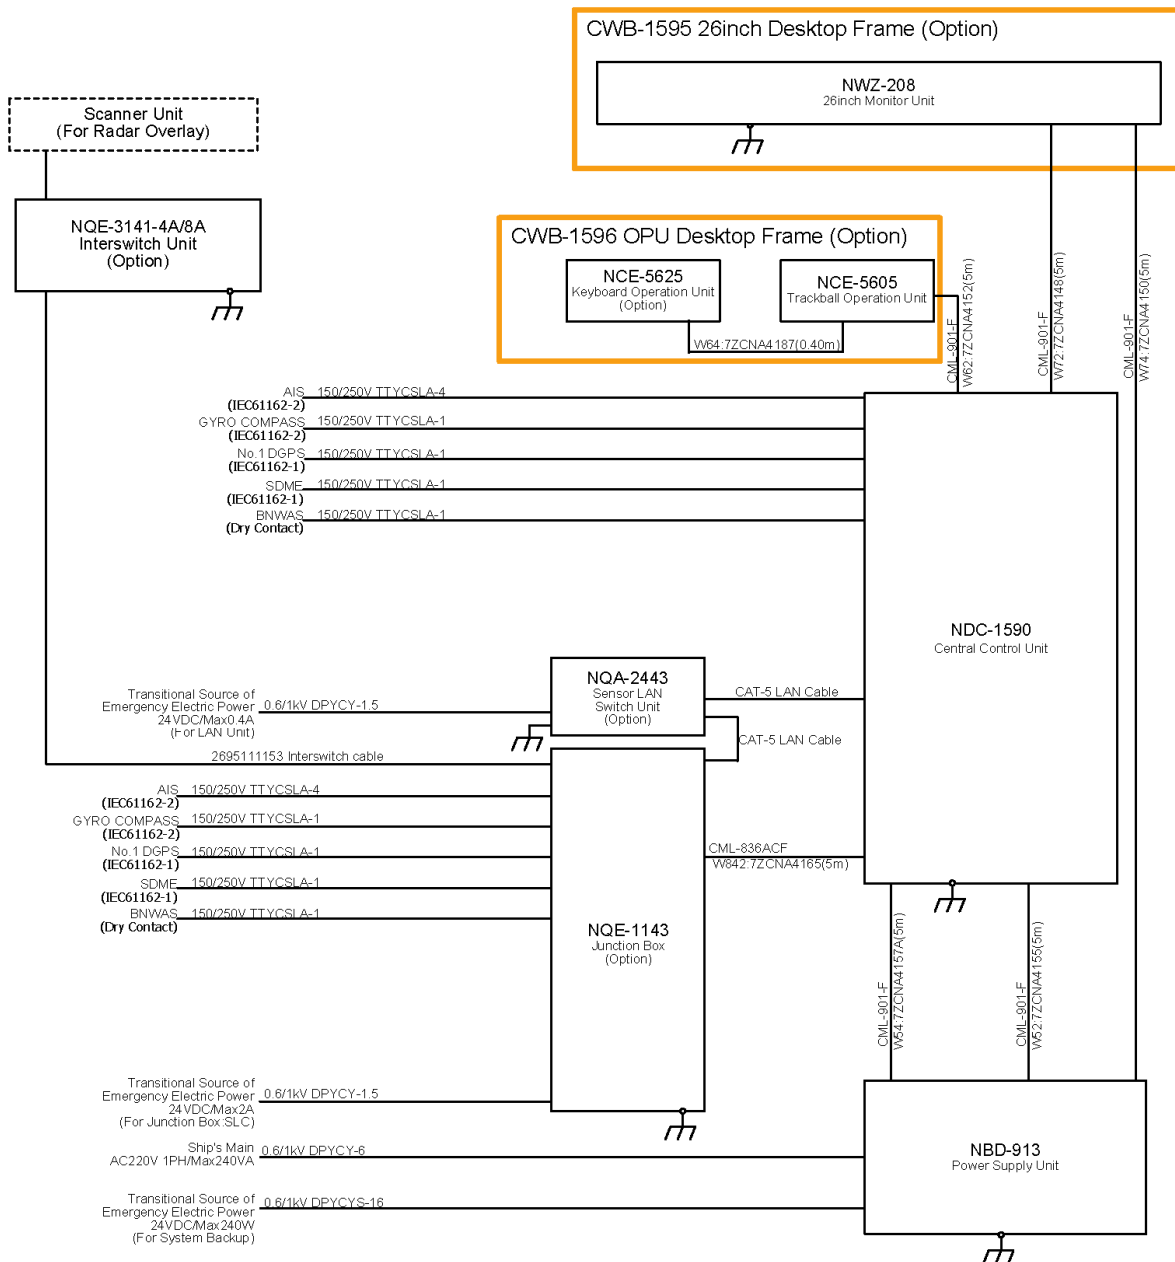 CWB-1595 26inch Desktop Frame (Option)
NWZ-208
26inch Monitor Unit
Scanner Unit
(For Radar Overlay)
NQE-3141-4A/8A
Interswitch Unit
(Option)
CWB-1596 OPU Desktop Frame (Option)
NCE-5625
Keyboard Operation Unit
(Option)
NCE-5605
Trackball Operation Unit
W64:7ZCNA4187(0.40m)
CML-901-F
W62:7ZCNA4152(5m)
CML-901-F
W72:7ZCNA4148(5m)
CML-901-F
W74:7ZCNA4150(5m)
AIS 150/250V TTYCSLA-4
(IEC61162-2)
GYRO COMPASS 150/250V TTYCSLA-1
(IEC61162-2)
No.1 DGPS 150/250V TTYCSLA-1
(IEC61162-1)
SDME 150/250V TTYCSLA-1
(IEC61162-1)
BNWAS 150/250V TTYCSLA-1
(Dry Contact)
NDC-1590
Central Control Unit
NQA-2443
Sensor LAN
Switch Unit
(Option)
CAT-5 LAN Cable
CAT-5 LAN Cable
Transitional Source of
Emergency Electric Power 0.6/1kV DPYCY-1.5
24VDC/Max0.4A
(For LAN Unit)
2695111153 Interswitch cable
AIS 150/250V TTYCSLA-4
(IEC61162-2)
GYRO COMPASS 150/250V TTYCSLA-1
(IEC61162-2)
No.1 DGPS 150/250V TTYCSLA-1
(IEC61162-1)
SDME 150/250V TTYCSLA-1
(IEC61162-1)
BNWAS 150/250V TTYCSLA-1
(Dry Contact)
CML-836ACF
W842:7ZCNA4165(5m)
NQE-1143
Junction Box
(Option)
CML-901-F
W54:7ZCNA4157A(5m)
CML-901-F
W52:7ZCNA4155(5m)
Transitional Source of
Emergency Electric Power 0.6/1kV DPYCY-1.5
24VDC/Max2A
(For Junction Box:SLC)
Ship's Main 0.6/1kV DPYCY-6
AC220V 1PH/Max240VA
NBD-913
Power Supply Unit
Transitional Source of 0.6/1kV DPYCYS-16
Emergency Electric Power
24VDC/Max240W
(For System Backup)